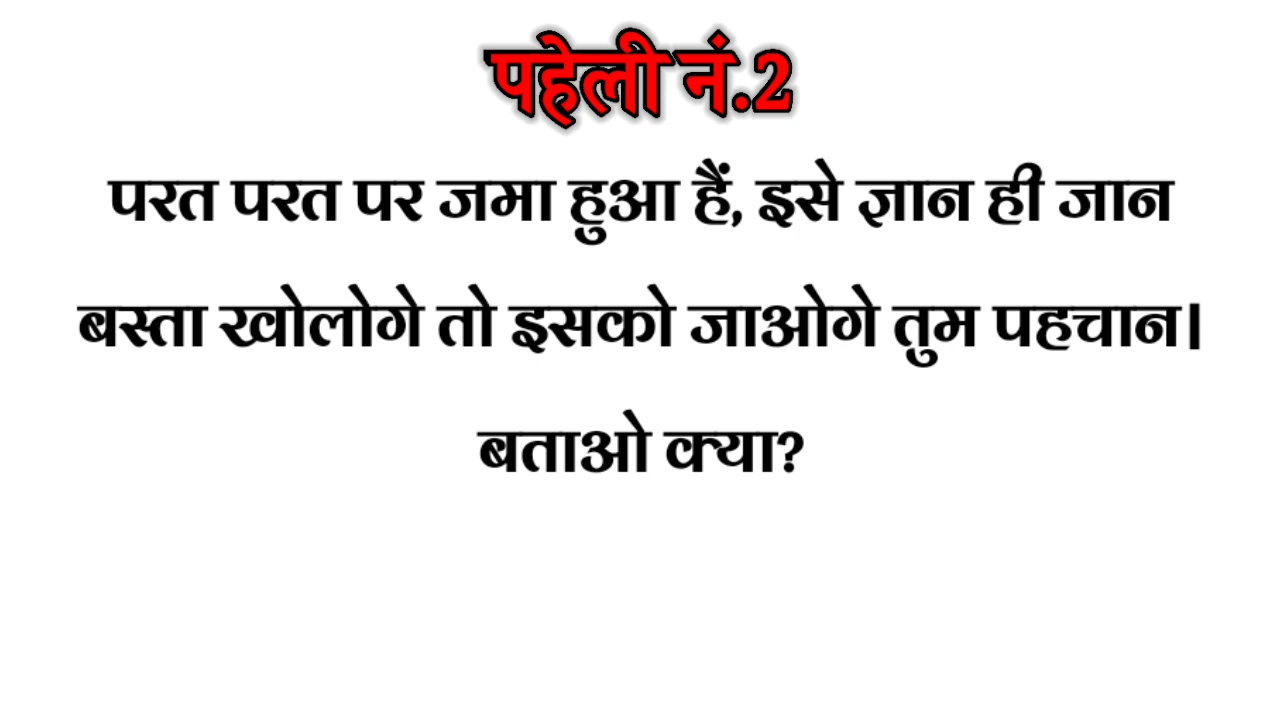 पहेली नं.2
परत परत पर जमा हुआ हैं, इसे ज्ञान ही जान
बस्ता खोलोगे तो इसको जाओगे तुम पहचान।
बताओ क्या?